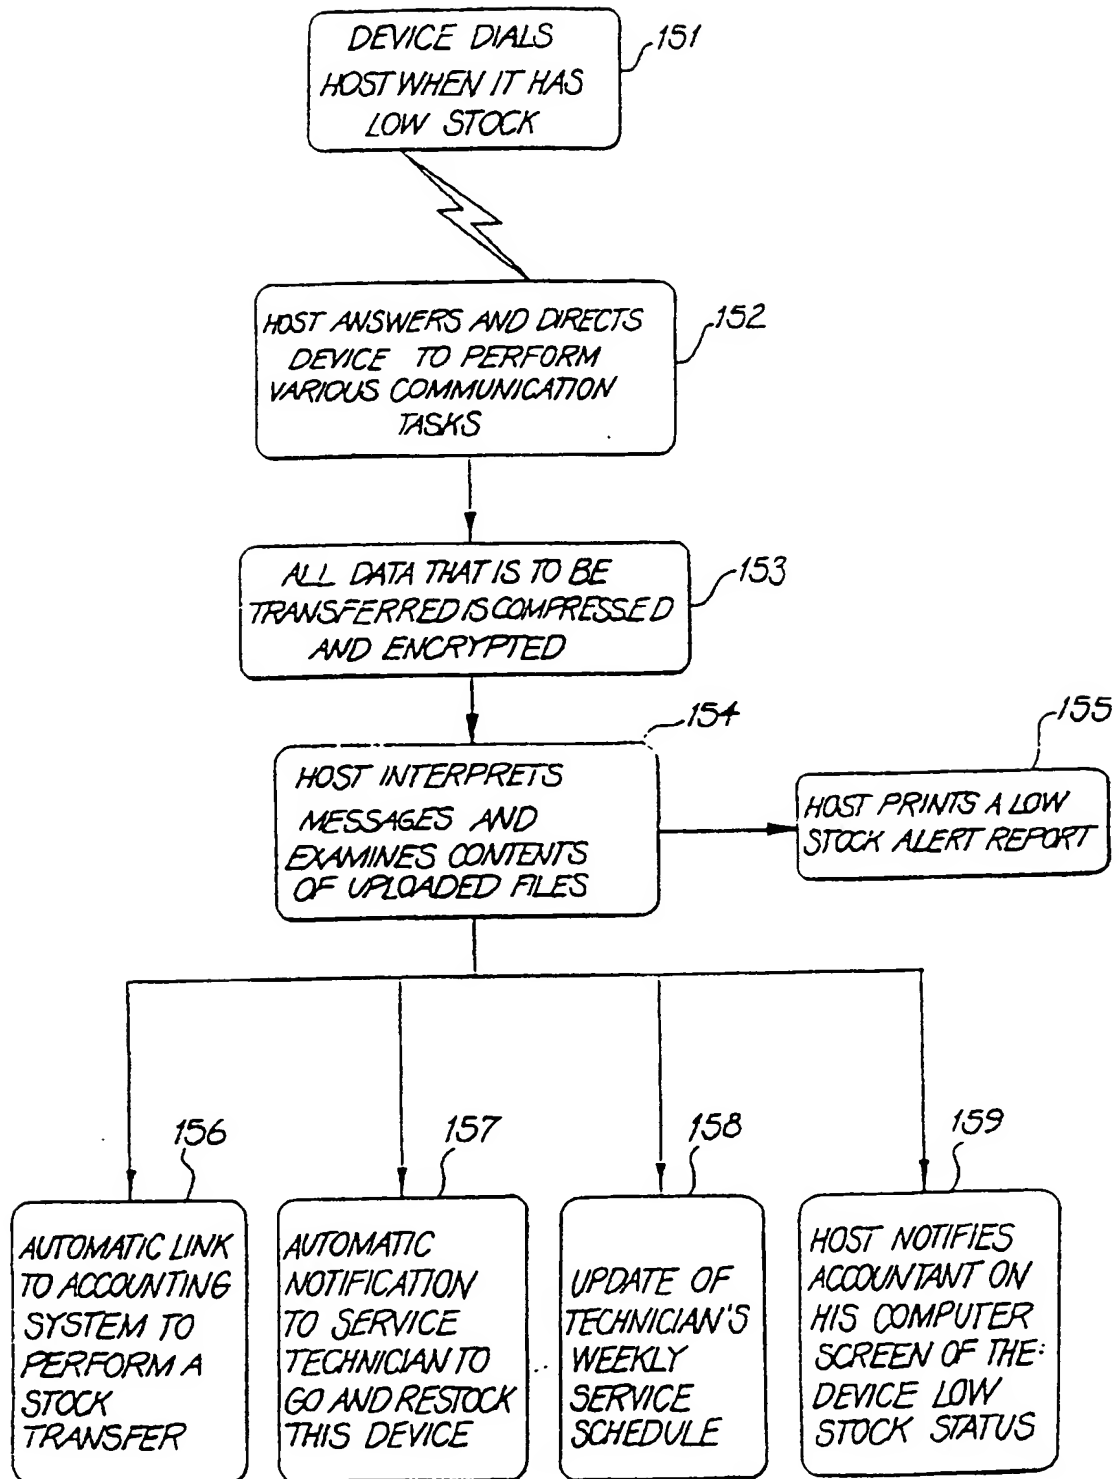 DEVICE DIALS
HOST WHEN IT HAS
LOW STOCK
151
HOST ANSWERS AND DIRECTS
DEVICE TO PERFORM
VARIOUS COMMUNICATION
TASKS
152
ALL DATA THAT IS TO BE
TRANSFERRED IS COMPRESSED
AND ENCRYPTED
153
HOST INTERPRETS
MESSAGES AND
EXAMINES CONTENTS
OF UPLOADED FILES
154
HOST PRINTS A LOW
STOCK ALERT REPORT
155
AUTOMATIC LINK
TO ACCOUNTING
SYSTEM TO
PERFORM A
STOCK
TRANSFER
156
AUTOMATIC
NOTIFICATION
TO SERVICE
TECHNICIAN TO
GO AND RESTOCK
THIS DEVICE
157
UPDATE OF
TECHNICIAN'S
WEEKLY
SERVICE
SCHEDULE
158
HOST NOTIFIES
ACCOUNTANT ON
HIS COMPUTER
SCREEN OF THE
DEVICE LOW
STOCK STATUS
159